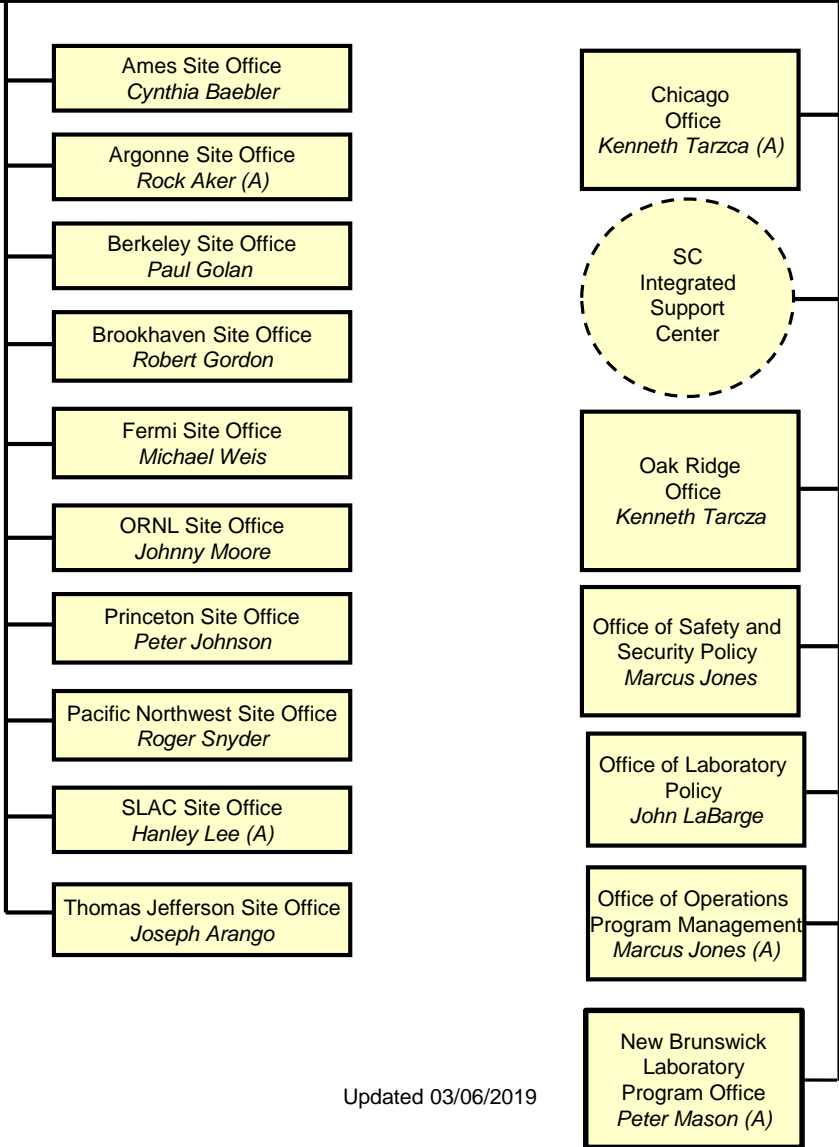 Ames Site Office
Cynthia Baebler
Argonne Site Office
Rock Aker (A)
Berkeley Site Office
Paul Golan
Brookhaven Site Office
Robert Gordon
Fermi Site Office
Michael Weis
ORNL Site Office
Johnny Moore
Princeton Site Office
Peter Johnson
Pacific Northwest Site Office
Roger Snyder
SLAC Site Office
Hanley Lee (A)
Thomas Jefferson Site Office
Joseph Arango
Chicago
Office
Kenneth Tarzca (A)
SC
Integrated
Support
Center
Oak Ridge
Office
Kenneth Tarcza
Office of Safety and
Security Policy
Marcus Jones
Office of Laboratory
Policy
John LaBarge
Office of Operations
Program Management
Marcus Jones (A)
New Brunswick
Laboratory
Program Office
Peter Mason (A)
Updated 03/06/2019